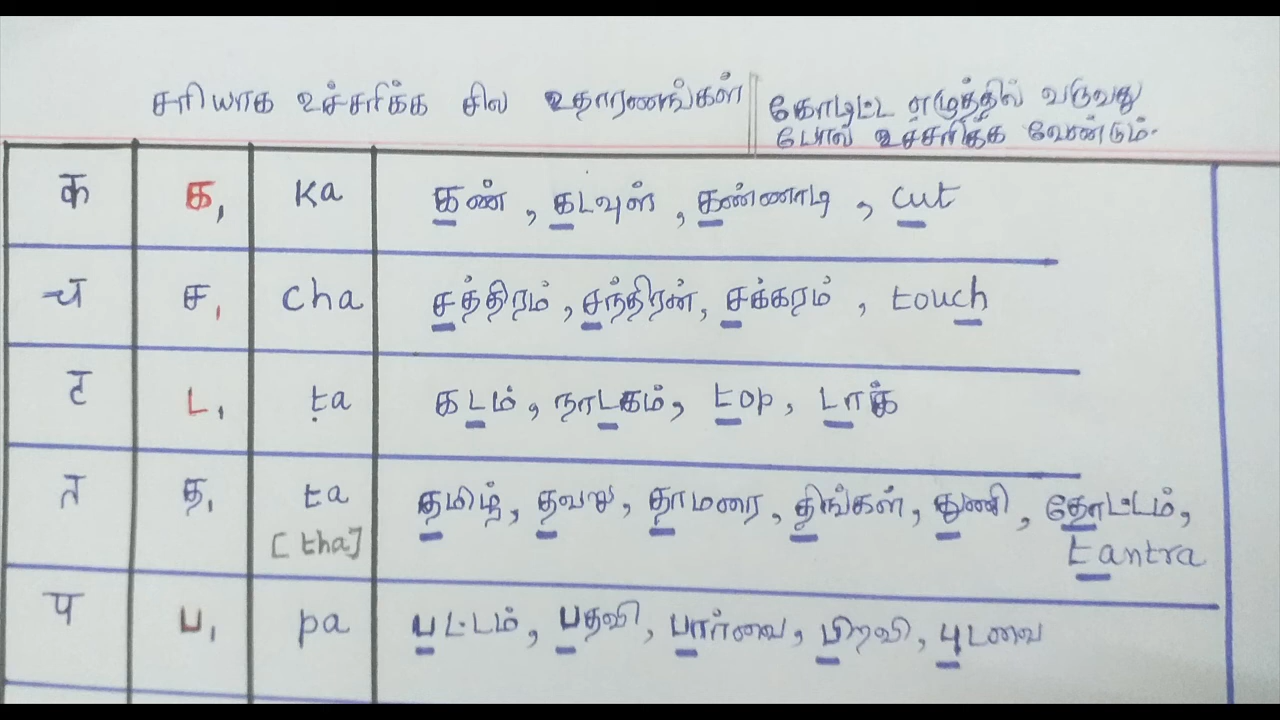 சரியாக உச்சரிக்க சில உதாரணங்கள்
கோடிட்ட எழுத்தில் வருவது
போல் உச்சரிக்க வேண்டும்.
क க, ka கண், கடவுள், கண்ணாடி, cut
च ச, cha சத்திரம், சந்திரன், சக்கரம், touch
ट ட, ṭa கடம், நாடகம், top, டாக்
त த, ta தமிழ், தவறு, தாமரை, திங்கள், துணி, தோட்டம்,
[tha] tantra
प ப, pa பட்டம், பதவி, பார்வை, பிறவி, புடவை